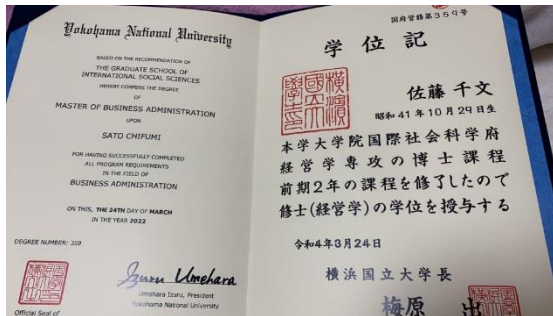 Yokohama National University
BASED ON THE RECOMMENDATION OF
THE GRADUATE SCHOOL OF
INTERNATIONAL SOCIAL SCIENCES
HEREBY CONFERS THE DEGREE
OF
MASTER OF BUSINESS ADMINISTRATION
UPON
SATO CHIFUMI
FOR HAVING SUCCESSFULLY COMPLETED
ALL PROGRAM REQUIREMENTS
IN THE FIELD OF
BUSINESS ADMINISTRATION
ON THIS, THE 24TH DAY OF MARCH
IN THE YEAR 2022
DEGREE NUMBER: 359
Izuru Umehara
Umehara Izuru, President
Yokohama National University
Official Seal of
国府営修第359号
学位記
佐藤 千文
昭和41年10月29日生
本学大学院国際社会科学府
経営学専攻の博士課程
前期2年の課程を修了したので
修士(経営学)の学位を授与する
令和4年3月24日
横浜国立大学長
梅原 出